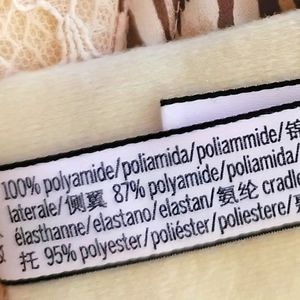 100% polyamide/poliamida/poliammide/锦
laterale/侧翼 87% polyamide/poliamida/
élasthanne/elastano/elastan/氨纶 cradle
托 95% polyester/poliéster/poliestere/